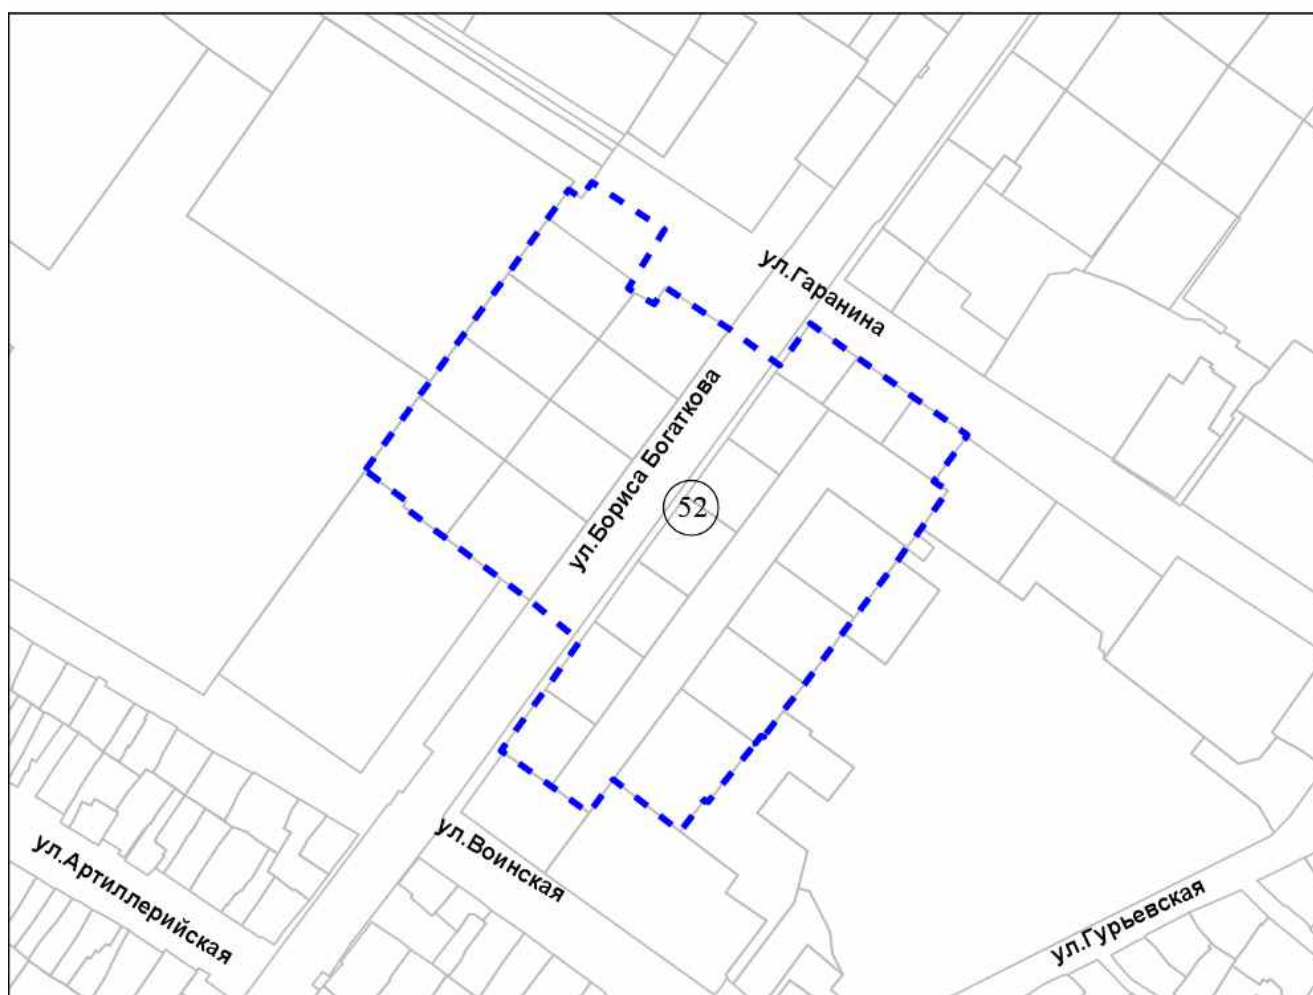 ул.Гаранина
ул.Бориса Богаткова
52
ул.Воинская
ул.Артиллерийская
ул.Гурьевская